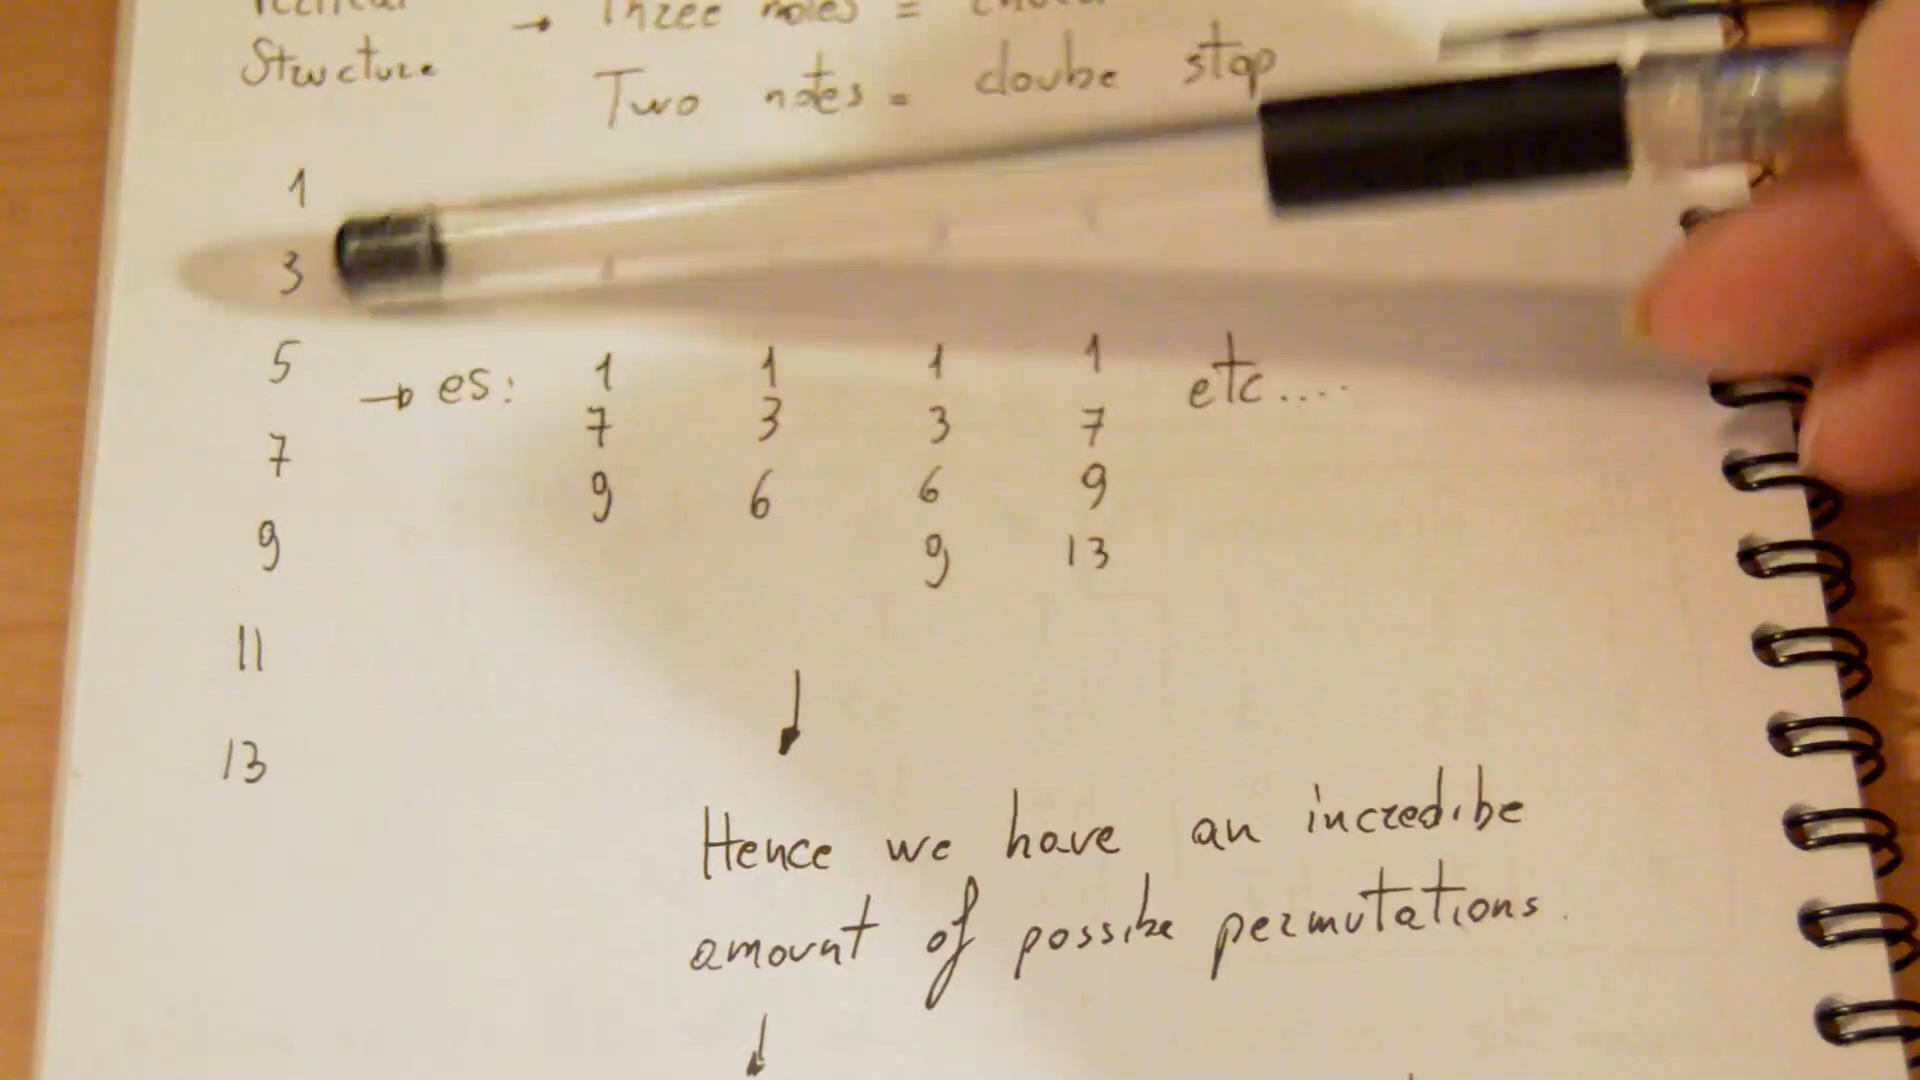 Structure → Three notes =
Two notes = doube stop
1
3
5
7
9
11
13
→ es: 1 1 1 1 etc....
7 3 3 7
9 6 6 9
9 13
↓
Hence we have an incredibe
amount of possibe permutations.
↓